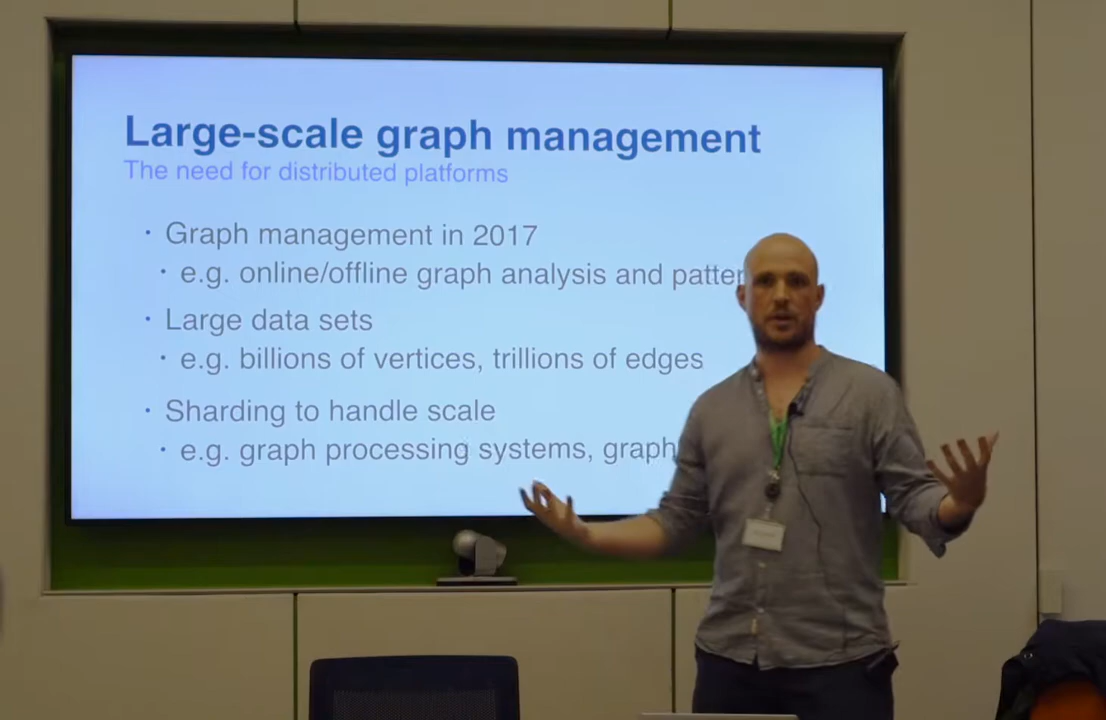 Large-scale graph management
The need for distributed platforms
· Graph management in 2017
· e.g. online/offline graph analysis and patter
· Large data sets
· e.g. billions of vertices, trillions of edges
· Sharding to handle scale
· e.g. graph processing systems, graph